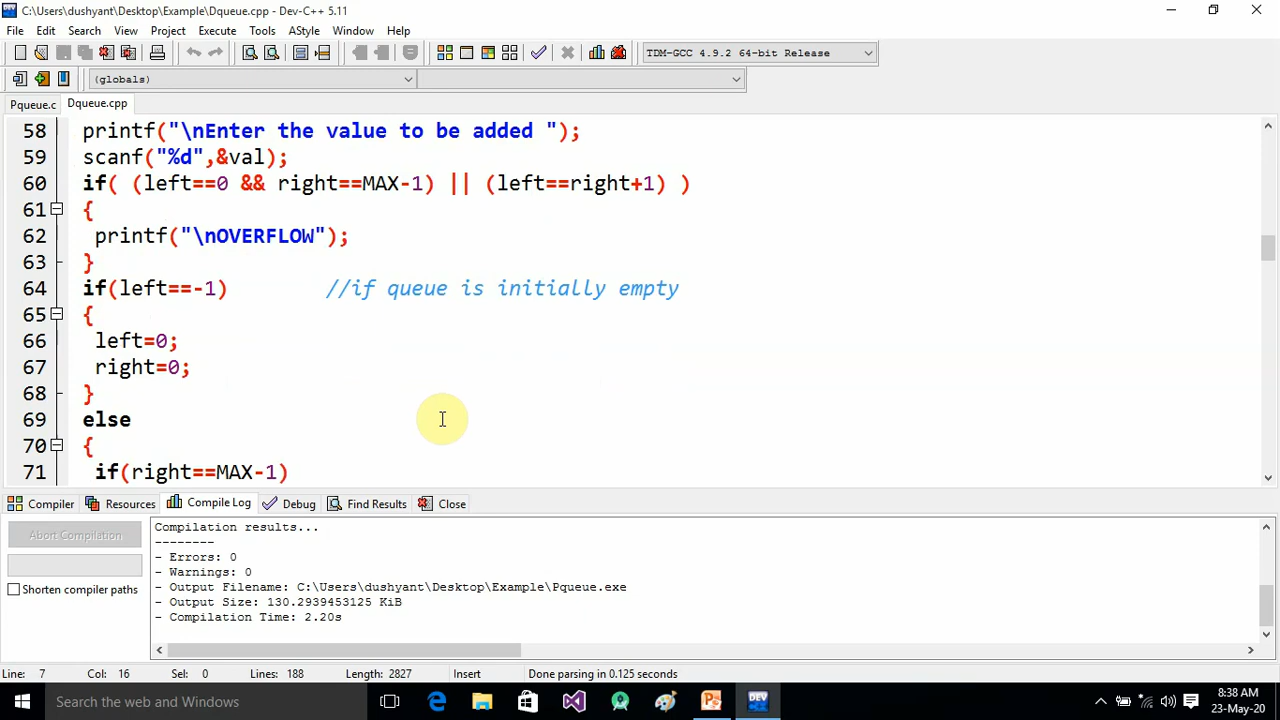 C:\Users\dushyant\Desktop\Example\Dqueue.cpp - Dev-C++ 5.11
File Edit Search View Project Execute Tools AStyle Window Help
TDM-GCC 4.9.2 64-bit Release
(globals)
Pqueue.c Dqueue.cpp
58 printf("\nEnter the value to be added ");
59 scanf("%d",&val);
60 if( (left==0 && right==MAX-1) || (left==right+1) )
61 {
62 printf("\nOVERFLOW");
63 }
64 if(left==-1) //if queue is initially empty
65 {
66 left=0;
67 right=0;
68 }
69 else
70 {
71 if(right==MAX-1)
Compiler Resources Compile Log Debug Find Results Close
Abort Compilation
Shorten compiler paths
Compilation results...
--------
- Errors: 0
- Warnings: 0
- Output Filename: C:\Users\dushyant\Desktop\Example\Pqueue.exe
- Output Size: 130.2939453125 KiB
- Compilation Time: 2.20s
Line: 7 Col: 16 Sel: 0 Lines: 188 Length: 2827 Insert Done parsing in 0.125 seconds
Search the web and Windows
DEV
8:38 AM
23-May-20